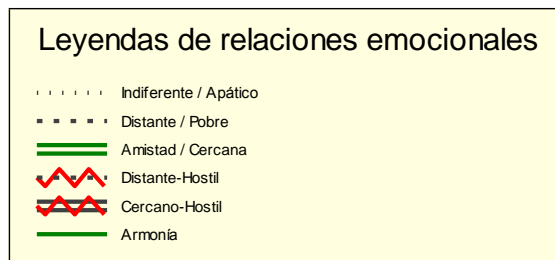 Leyendas de relaciones emocionales
Indiferente / Apático
Distante / Pobre
Amistad / Cercana
Distante-Hostil
Cercano-Hostil
Armonía